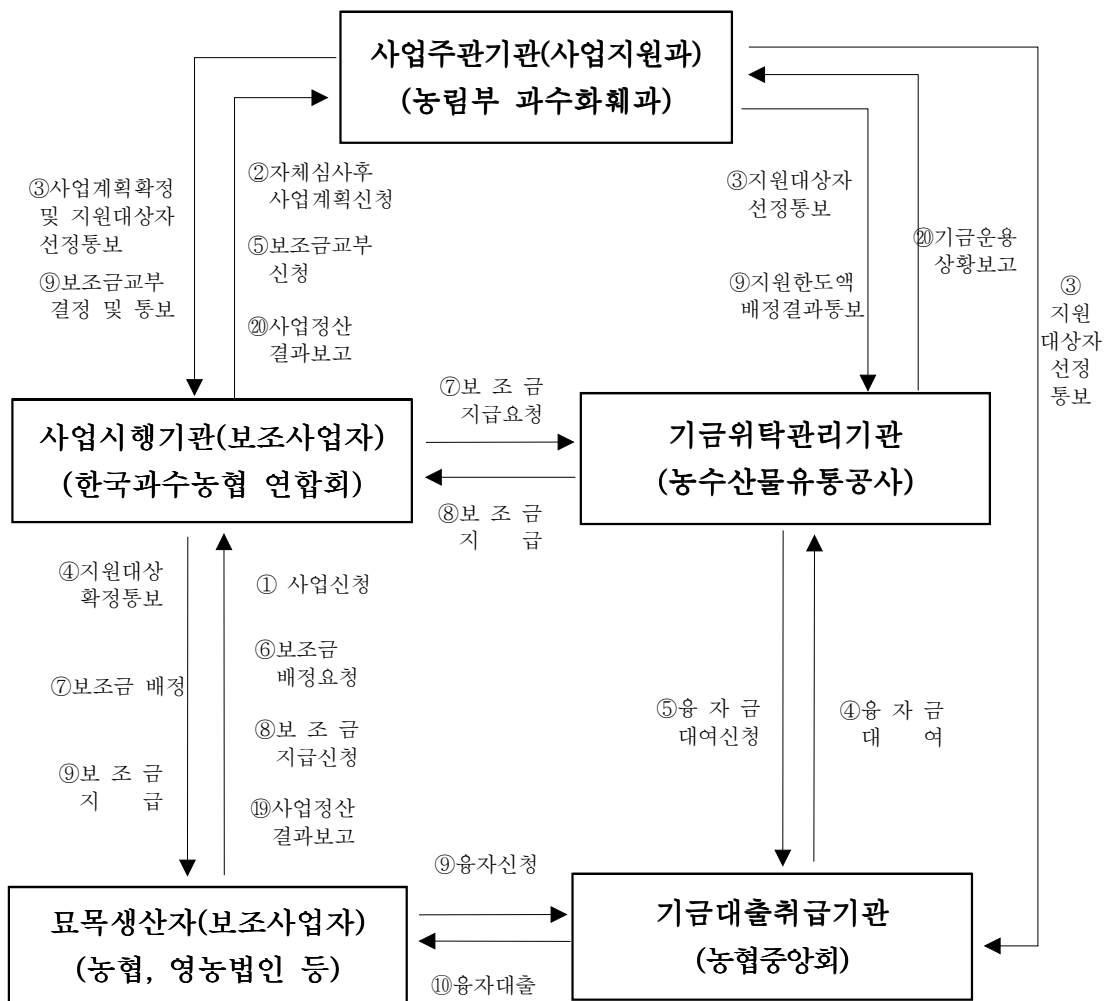 사업주관기관(사업지원과)
(농림부 과수화훼과)
③사업계획확정
및 지원대상자
선정통보
⑨보조금교부
결정 및 통보
②자체심사후
사업계획신청
⑤보조금교부
신청
⑳사업정산
결과보고
③지원대상자
선정통보
⑨지원한도액
배정결과통보
⑳기금운용
상황보고
③
지원
대상자
선정
통보
사업시행기관(보조사업자)
(한국과수농협 연합회)
⑦보 조 금
지급요청
⑧보 조 금
지 급
기금위탁관리기관
(농수산물유통공사)
④지원대상
확정통보
⑦보조금 배정
⑨보 조 금
지 급
① 사업신청
⑥보조금
배정요청
⑧보 조 금
지급신청
⑲사업정산
결과보고
⑤융 자 금
대여신청
④융 자 금
대 여
묘목생산자(보조사업자)
(농협, 영농법인 등)
⑨융자신청
⑩융자대출
기금대출취급기관
(농협중앙회)